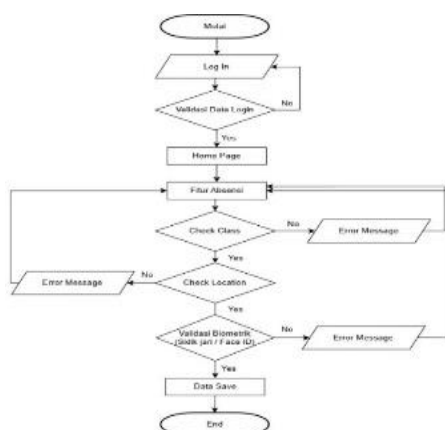 Mulai
Log In
Validasi Data Login
No
Yes
Home Page
Fitur Absensi
Check Class
No
Error Message
Yes
Error Message
No
Check Location
Yes
Validasi Biometrik
(Sidik jari / Face ID)
No
Error Message
Yes
Data Save
End